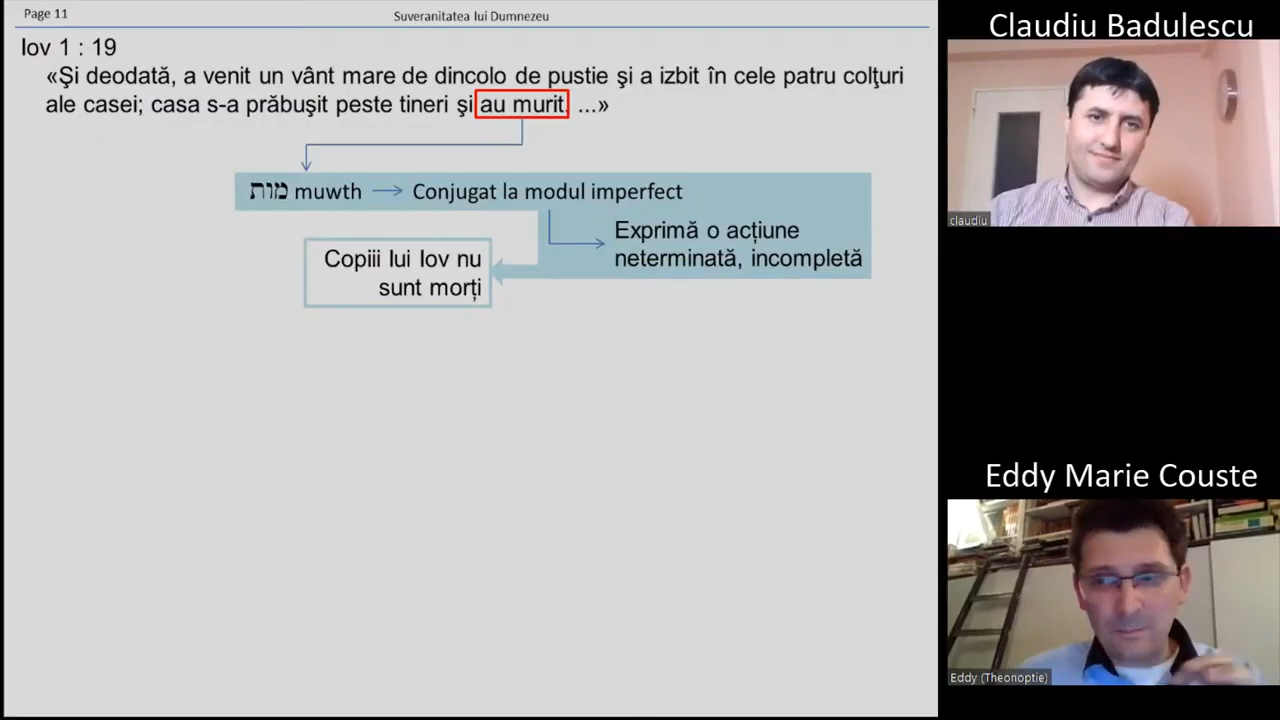 Page 11
Suveranitatea lui Dumnezeu
Iov 1 : 19
«Şi deodată, a venit un vânt mare de dincolo de pustie şi a izbit în cele patru colţuri
ale casei; casa s-a prăbuşit peste tineri şi au murit. ...»
מות muwth → Conjugat la modul imperfect
Exprimă o acțiune
neterminată, incompletă
Copiii lui Iov nu
sunt morți
Claudiu Badulescu
claudiu
Eddy Marie Couste
Eddy (Theonoptie)